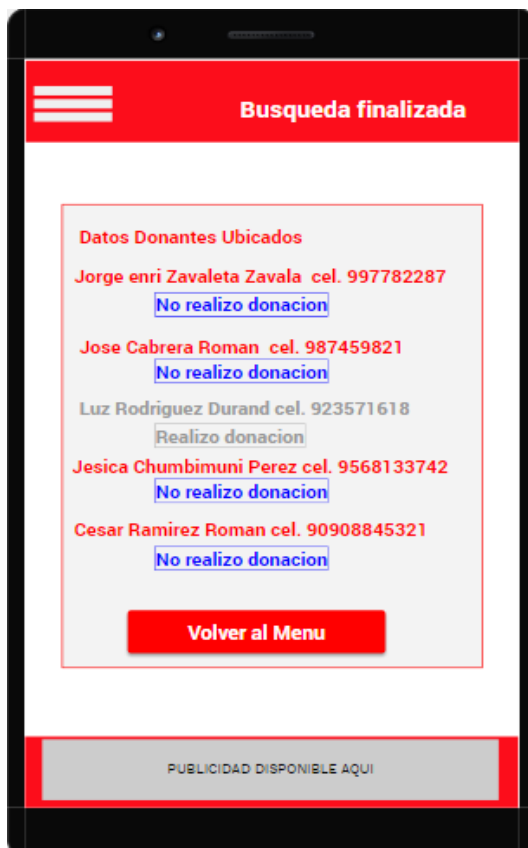 Busqueda finalizada
Datos Donantes Ubicados
Jorge enri Zavaleta Zavala cel. 997782287
No realizo donacion
Jose Cabrera Roman cel. 987459821
No realizo donacion
Luz Rodriguez Durand cel. 923571618
Realizo donacion
Jesica Chumbimuni Perez cel. 9568133742
No realizo donacion
Cesar Ramirez Roman cel. 90908845321
No realizo donacion
Volver al Menu
PUBLICIDAD DISPONIBLE AQUI